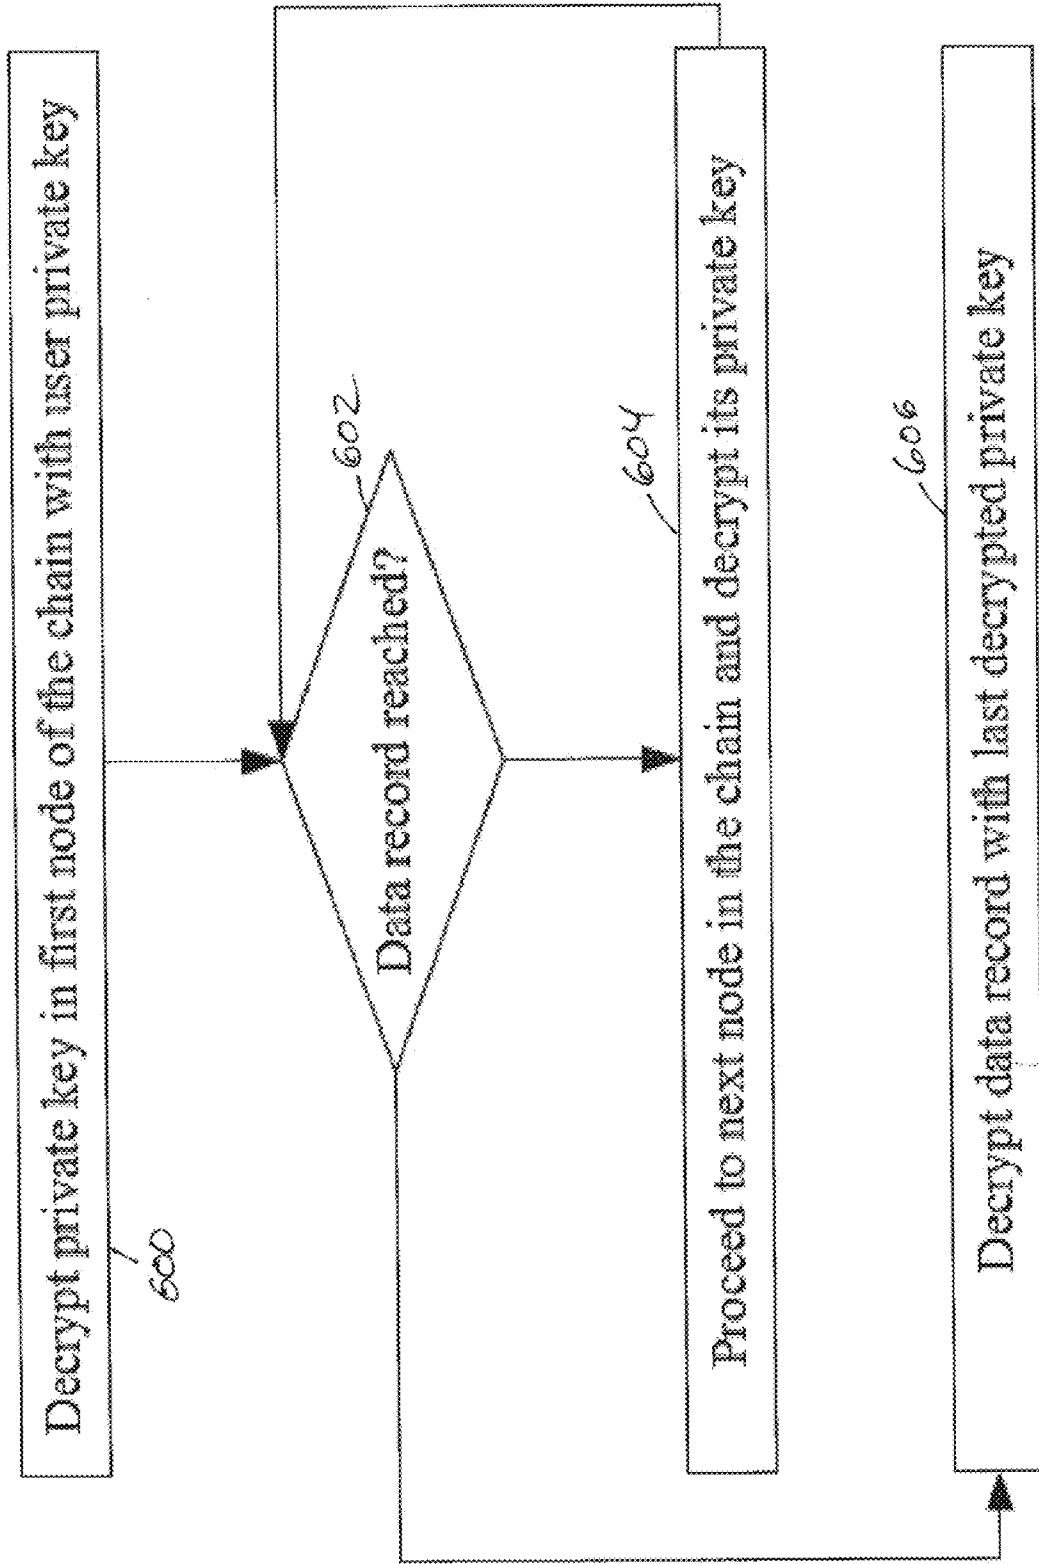 Decrypt private key in first node of the chain with user private key
600
Data record reached?
602
Proceed to next node in the chain and decrypt its private key
604
Decrypt data record with last decrypted private key
606